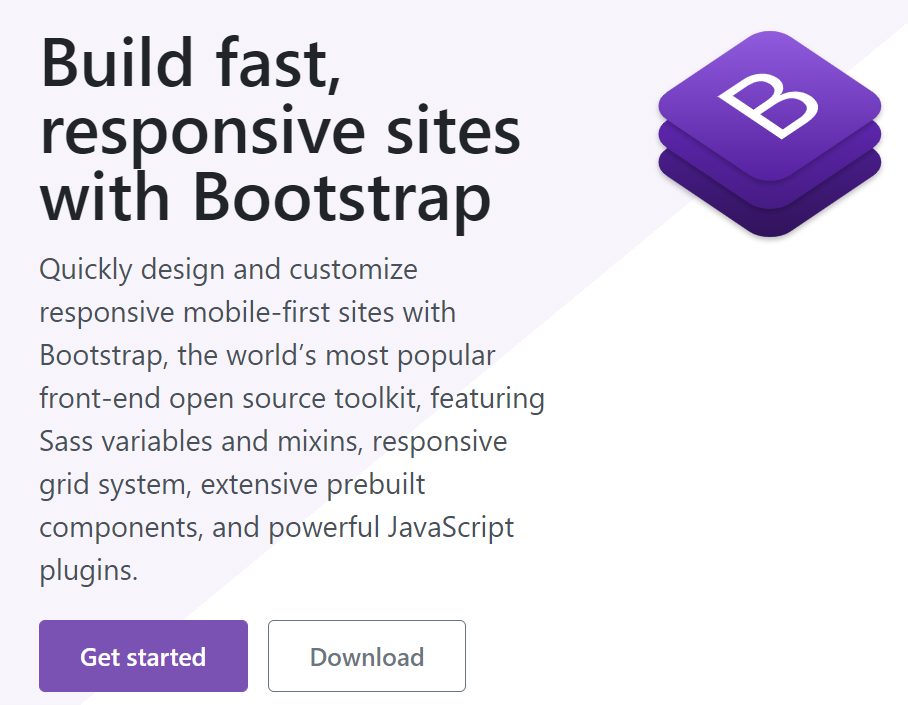 Build fast,
responsive sites
with Bootstrap
B
Quickly design and customize
responsive mobile-first sites with
Bootstrap, the world’s most popular
front-end open source toolkit, featuring
Sass variables and mixins, responsive
grid system, extensive prebuilt
components, and powerful JavaScript
plugins.
Get started
Download